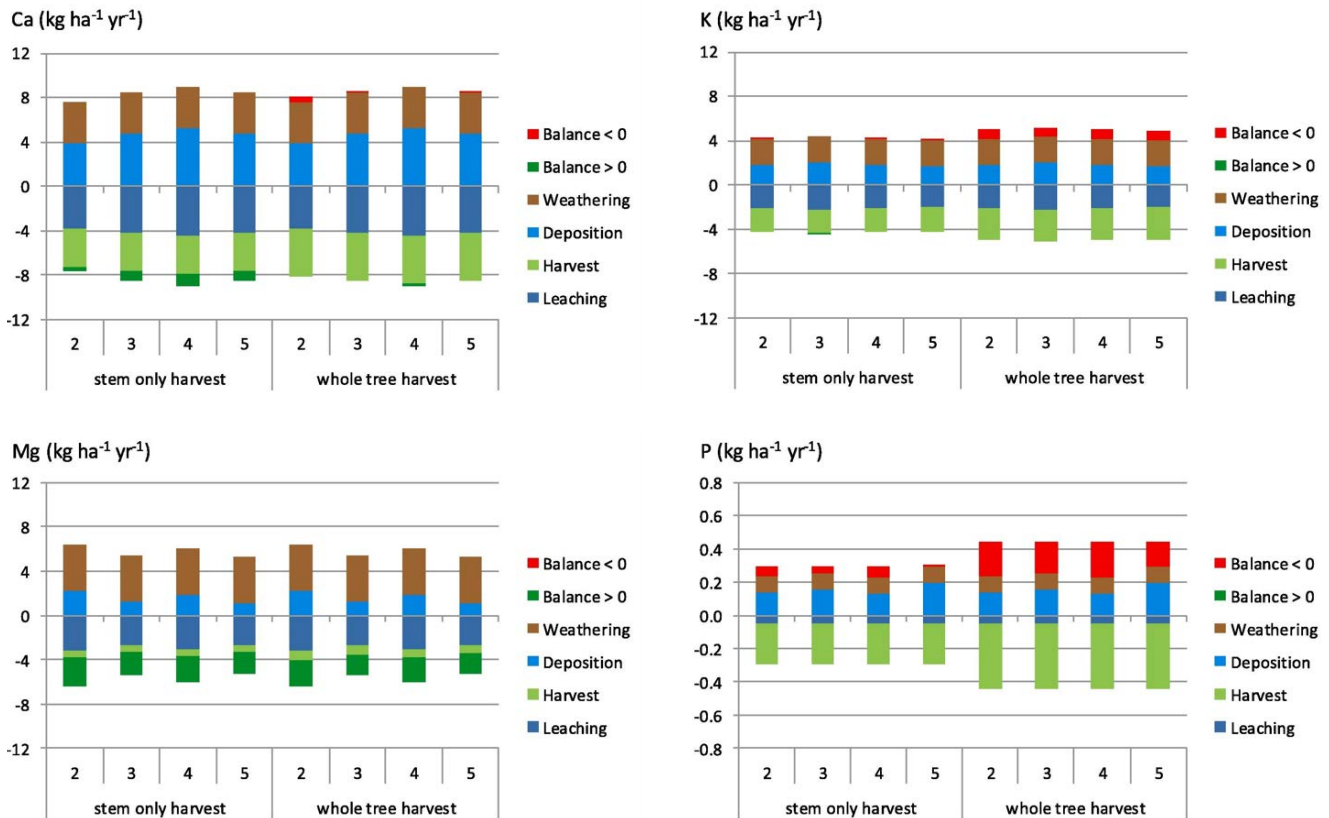 Ca (kg ha⁻¹ yr⁻¹)
12
8
4
0
-4
-8
-12
2 3 4 5 2 3 4 5
stem only harvest whole tree harvest
Balance < 0
Balance > 0
Weathering
Deposition
Harvest
Leaching
K (kg ha⁻¹ yr⁻¹)
12
8
4
0
-4
-8
-12
2 3 4 5 2 3 4 5
stem only harvest whole tree harvest
Balance < 0
Balance > 0
Weathering
Deposition
Harvest
Leaching
Mg (kg ha⁻¹ yr⁻¹)
12
8
4
0
-4
-8
-12
2 3 4 5 2 3 4 5
stem only harvest whole tree harvest
Balance < 0
Balance > 0
Weathering
Deposition
Harvest
Leaching
P (kg ha⁻¹ yr⁻¹)
0.8
0.6
0.4
0.2
0.0
-0.2
-0.4
-0.6
-0.8
2 3 4 5 2 3 4 5
stem only harvest whole tree harvest
Balance < 0
Balance > 0
Weathering
Deposition
Harvest
Leaching